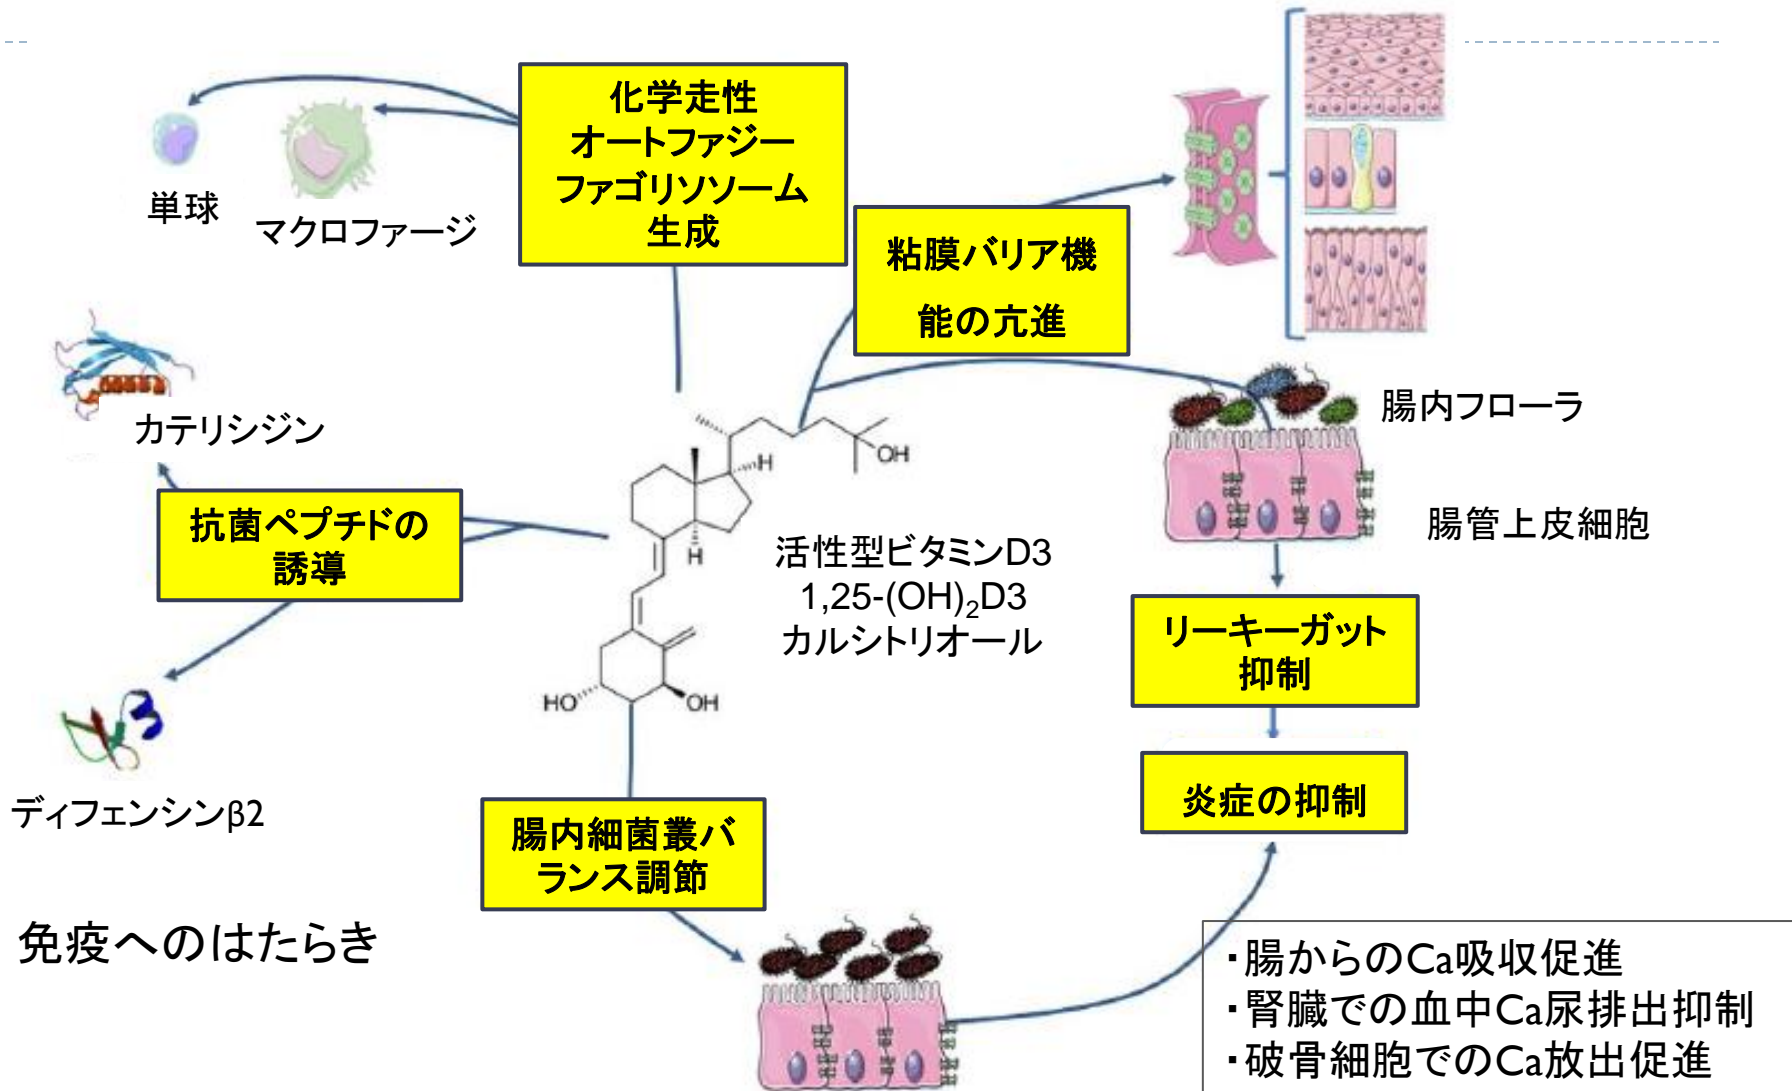 化学走性
オートファジー
ファゴリソソーム
生成
単球
マクロファージ
粘膜バリア機
能の亢進
カテリシジン
腸内フローラ
抗菌ペプチドの
誘導
OH
H
H
HO
OH
活性型ビタミンD3
1,25-(OH)₂D3
カルシトリオール
腸管上皮細胞
リーキーガット
抑制
炎症の抑制
ディフェンシンβ2
腸内細菌叢バ
ランス調節
免疫へのはたらき
・腸からのCa吸収促進
・腎臓での血中Ca尿排出抑制
・破骨細胞でのCa放出促進